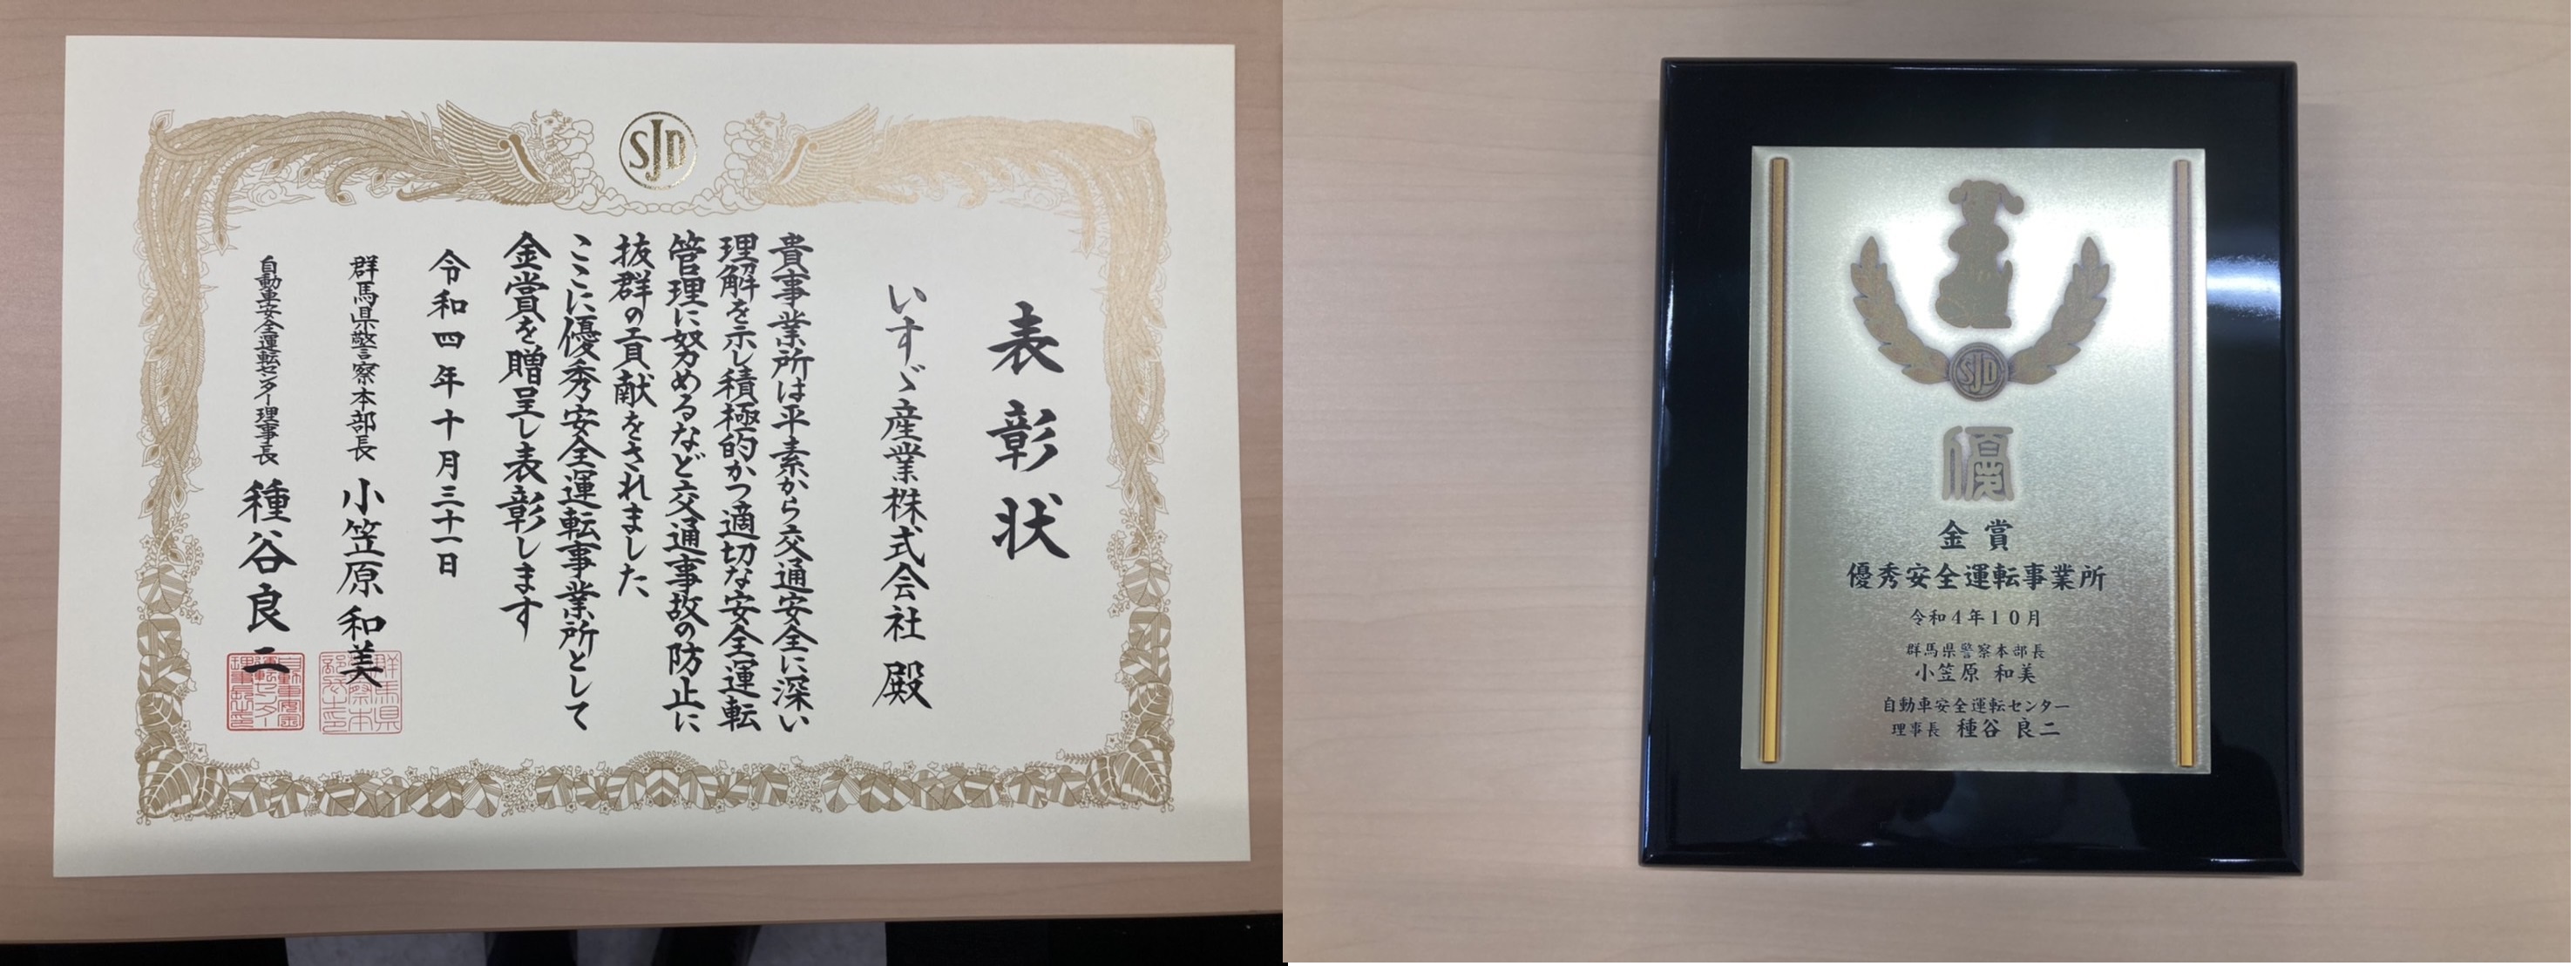 SJD
表彰状
いすゞ産業株式会社 殿
貴事業所は平素から交通安全に深い
理解を示し積極的かつ適切な安全運転
管理に努めるなど交通事故の防止に
抜群の貢献をされました
ここに優秀安全運転事業所として
金賞を贈呈し表彰します
令和四年十月三十一日
群馬県警察本部長 小笠原和美
自動車安全運転センター理事長 種谷良二
SJD
優
金賞
優秀安全運転事業所
令和4年10月
群馬県警察本部長
小笠原 和美
自動車安全運転センター
理事長 種谷 良二